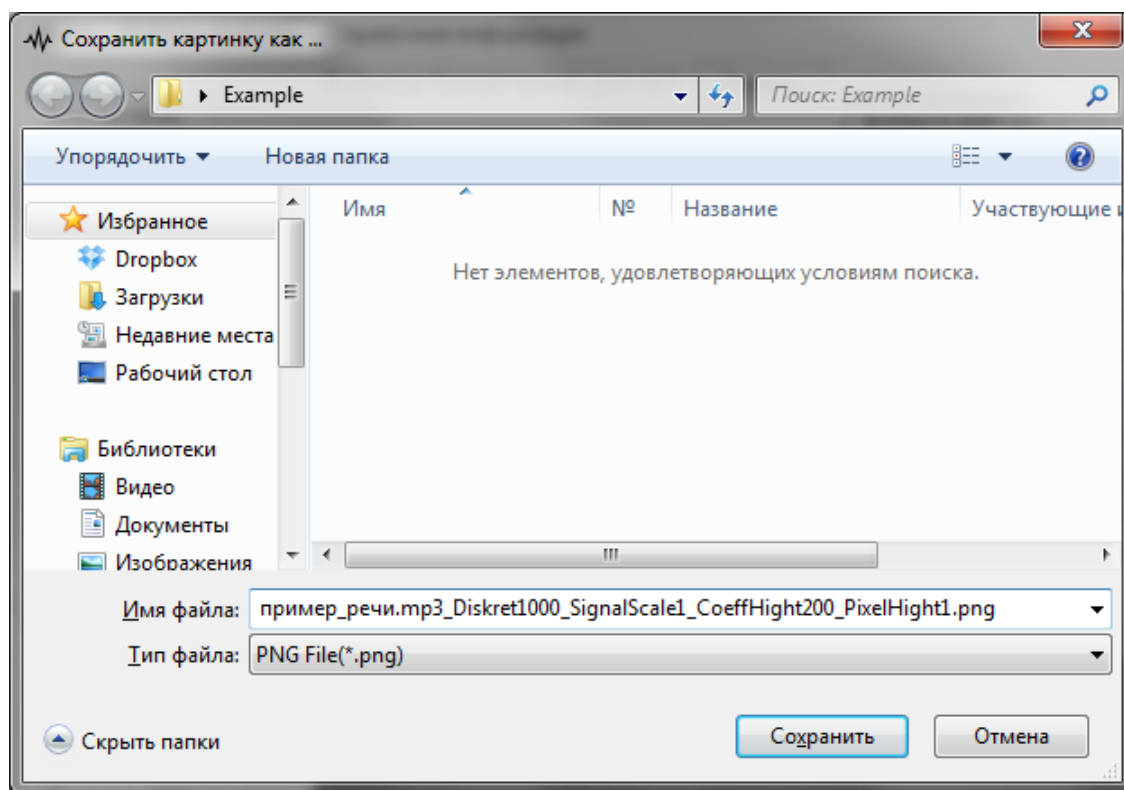 Сохранить картинку как ...
Example
Поиск: Example
Упорядочить
Новая папка
Имя
№
Название
Участвующие и
Избранное
Dropbox
Загрузки
Недавние места
Рабочий стол
Библиотеки
Видео
Документы
Изображения
Нет элементов, удовлетворяющих условиям поиска.
Имя файла: пример_речи.mp3_Diskret1000_SignalScale1_CoeffHight200_PixelHight1.png
Тип файла: PNG File(*.png)
Скрыть папки
Сохранить
Отмена